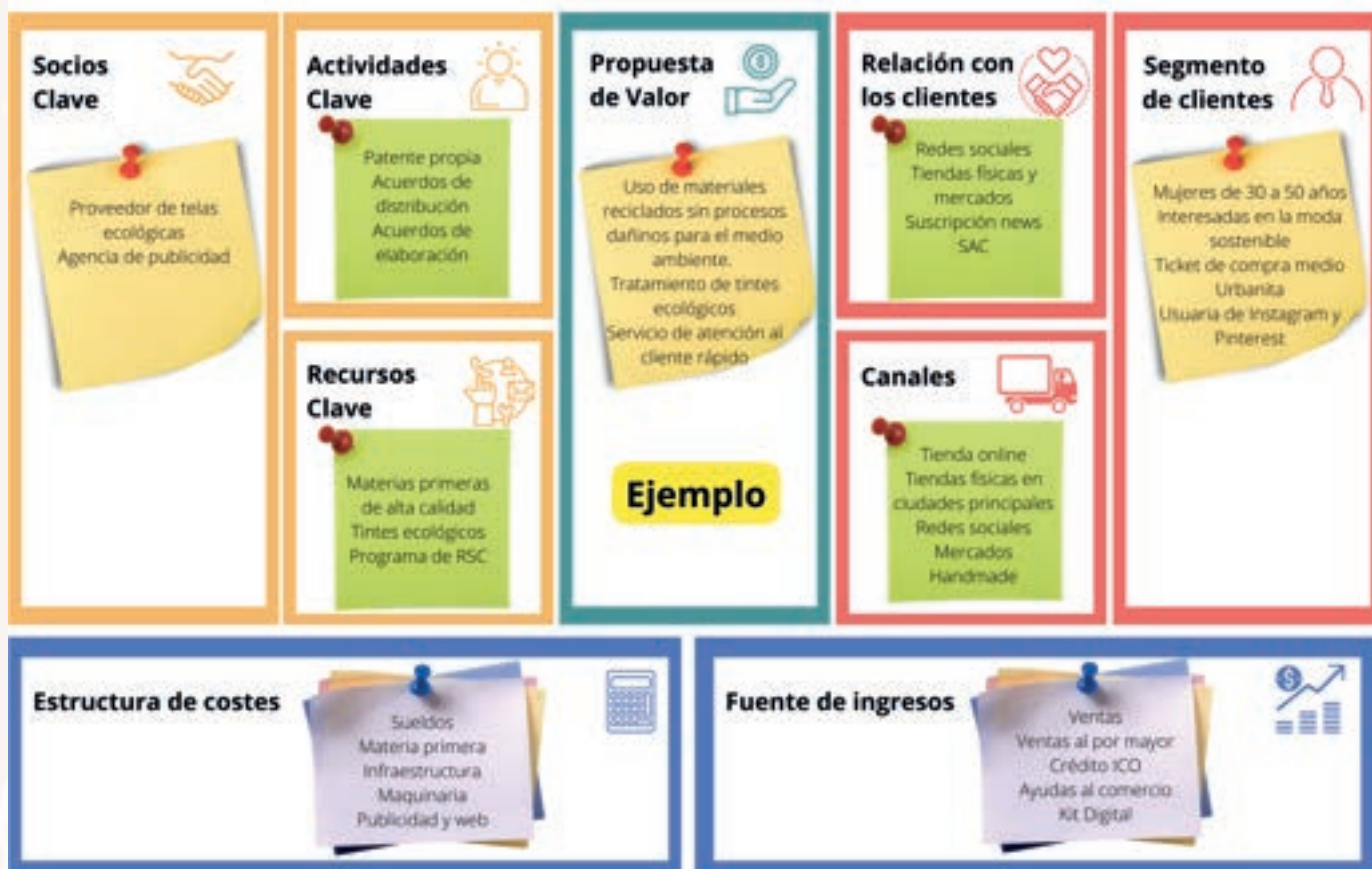 Socios
Clave
Proveedor de telas
ecológicas
Agencia de publicidad
Actividades
Clave
Patente propia
Acuerdos de
distribución
Acuerdos de
elaboración
Recursos
Clave
Materias primeras
de alta calidad
Tintes ecológicos
Programa de RSC
Propuesta
de Valor
Uso de materiales
reciclados sin procesos
dañinos para el medio
ambiente.
Tratamiento de tintes
ecológicos
Servicio de atención al
cliente rápido
Ejemplo
Relación con
los clientes
Redes sociales
Tiendas físicas y
mercados
Suscripción news
SAC
Canales
Tienda online
Tiendas físicas en
ciudades principales
Redes sociales
Mercados
Handmade
Segmento
de clientes
Mujeres de 30 a 50 años
Interesadas en la moda
sostenible
Ticket de compra medio
Urbanita
Usuaria de Instagram y
Pinterest
Estructura de costes
Sueldos
Materia primera
Infraestructura
Maquinaria
Publicidad y web
Fuente de ingresos
Ventas
Ventas al por mayor
Crédito ICO
Ayudas al comercio
Kit Digital